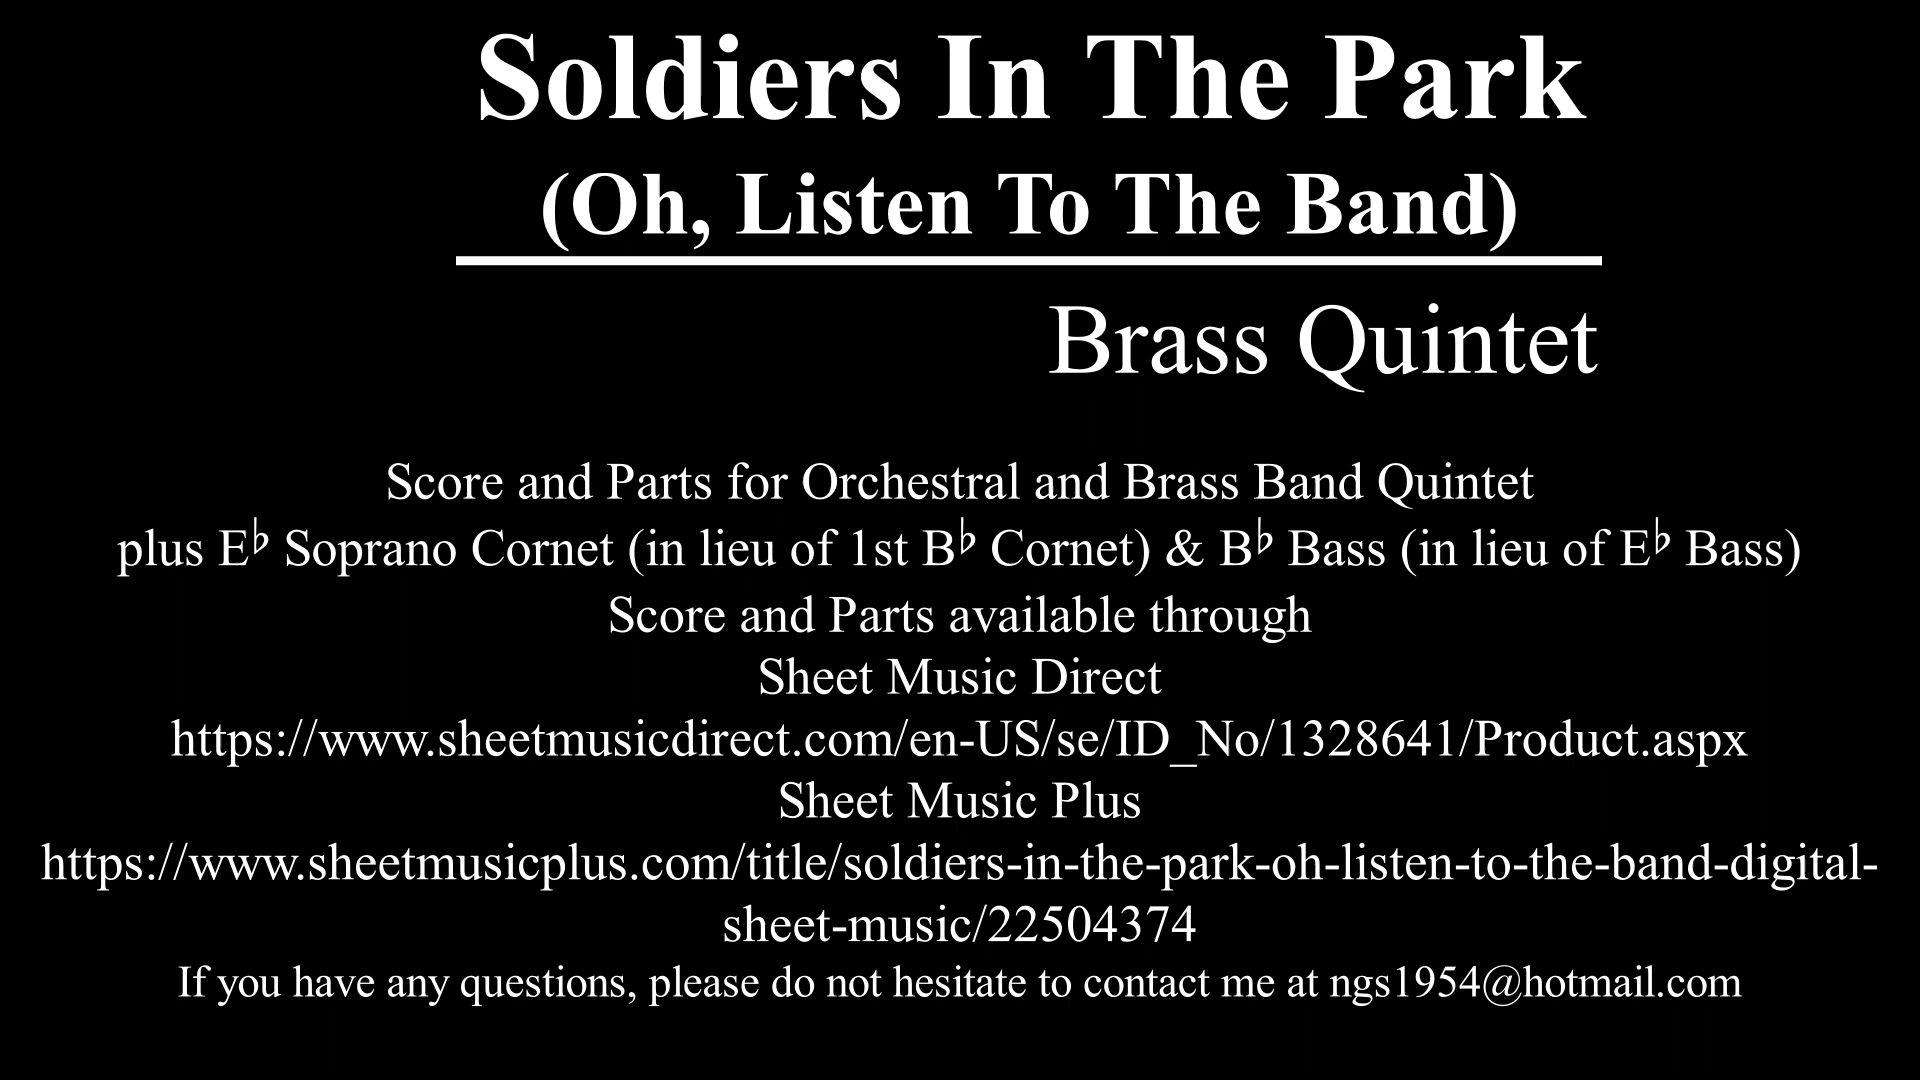 Soldiers In The Park
(Oh, Listen To The Band)
Brass Quintet
Score and Parts for Orchestral and Brass Band Quintet
plus E♭ Soprano Cornet (in lieu of 1st B♭ Cornet) & B♭ Bass (in lieu of E♭ Bass)
Score and Parts available through
Sheet Music Direct
https://www.sheetmusicdirect.com/en-US/se/ID_No/1328641/Product.aspx
Sheet Music Plus
https://www.sheetmusicplus.com/title/soldiers-in-the-park-oh-listen-to-the-band-digital-
sheet-music/22504374
If you have any questions, please do not hesitate to contact me at ngs1954@hotmail.com